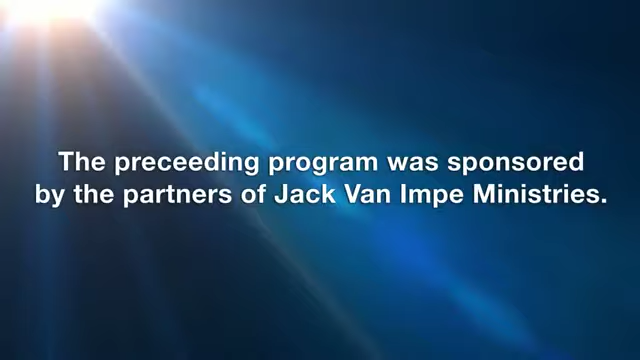 The preceeding program was sponsored
by the partners of Jack Van Impe Ministries.